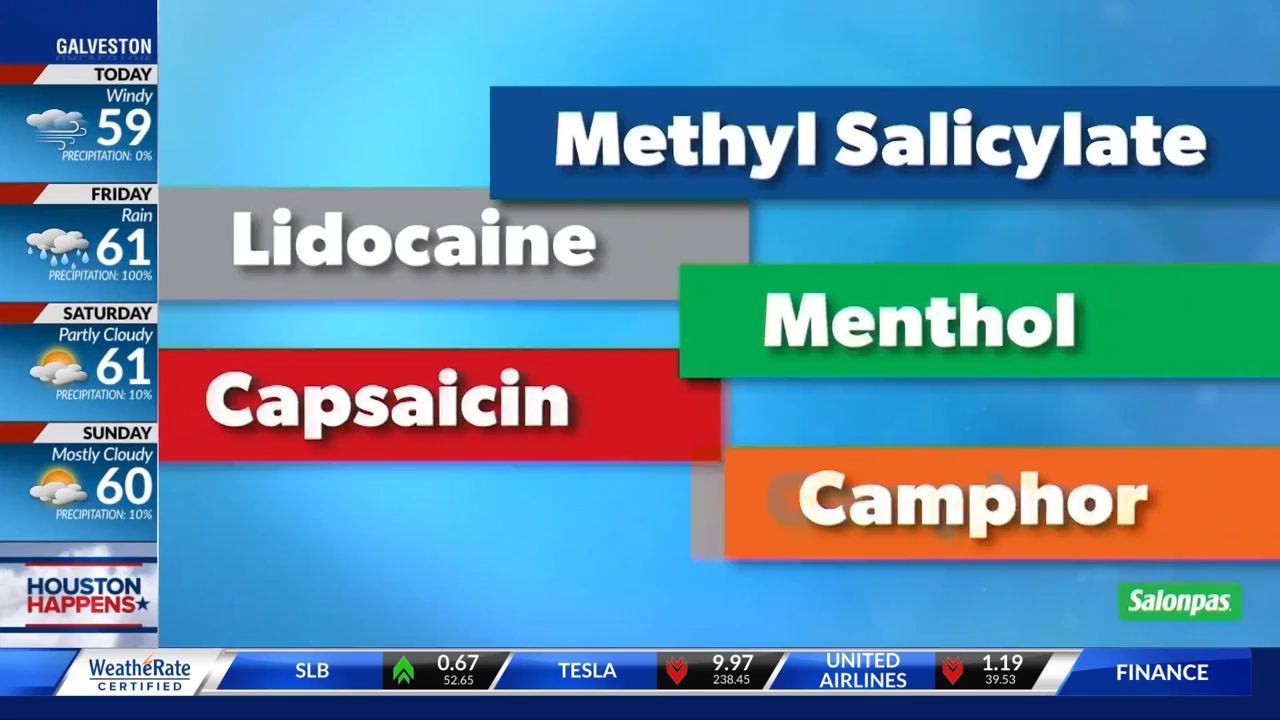 GALVESTON
TODAY
Windy
59
PRECIPITATION: 0%
FRIDAY
Rain
61
PRECIPITATION: 100%
SATURDAY
Partly Cloudy
61
PRECIPITATION: 10%
SUNDAY
Mostly Cloudy
60
PRECIPITATION: 10%
HOUSTON
HAPPENS
Methyl Salicylate
Lidocaine
Menthol
Capsaicin
Camphor
Salonpas
WeatheRate
CERTIFIED
SLB
0.67
52.65
TESLA
9.97
238.45
UNITED
AIRLINES
1.19
39.53
FINANCE